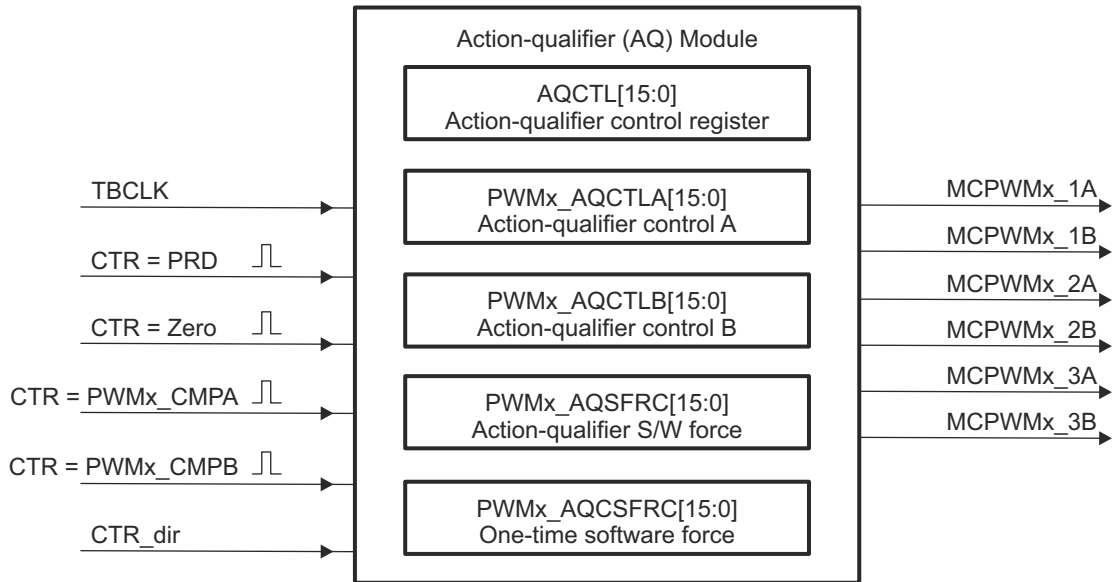 Action-qualifier (AQ) Module
AQCTL[15:0]
Action-qualifier control register
PWMx_AQCTLA[15:0]
Action-qualifier control A
PWMx_AQCTLB[15:0]
Action-qualifier control B
PWMx_AQSFRC[15:0]
Action-qualifier S/W force
PWMx_AQCSFRC[15:0]
One-time software force
TBCLK
CTR = PRD
CTR = Zero
CTR = PWMx_CMPA
CTR = PWMx_CMPB
CTR_dir
MCPWMx_1A
MCPWMx_1B
MCPWMx_2A
MCPWMx_2B
MCPWMx_3A
MCPWMx_3B